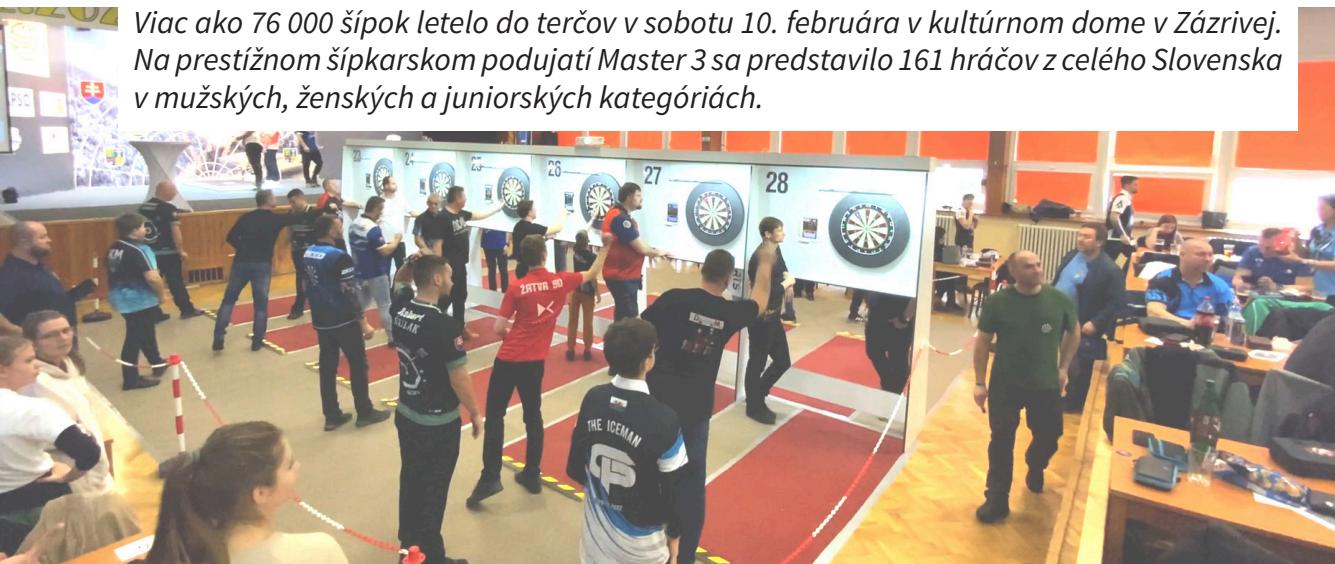 Viac ako 76 000 šípok letelo do terčov v sobotu 10. februára v kultúrnom dome v Zázrivej.
Na prestížnom šípkarskom podujatí Master 3 sa predstavilo 161 hráčov z celého Slovenska
v mužských, ženských a juniorských kategóriách.
23
24
25
26
27
28
ŽATVA 90
THE ICEMAN